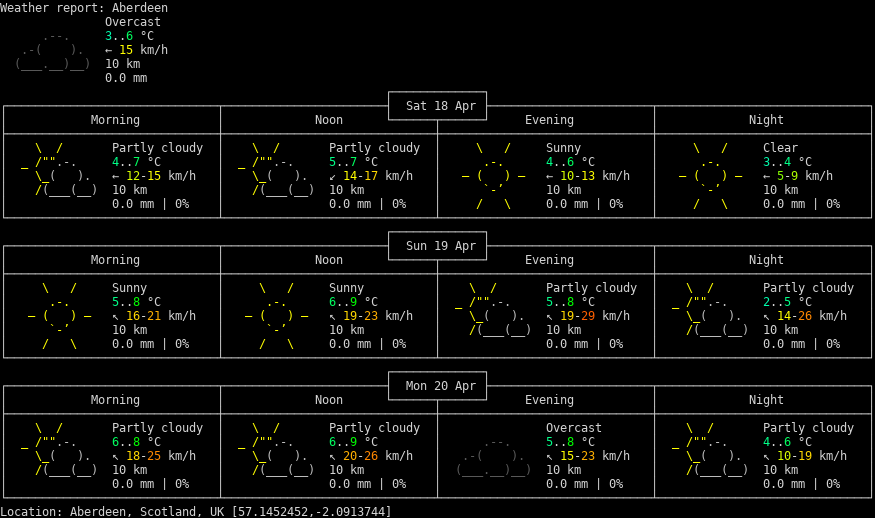 Weather report: Aberdeen
Overcast
3..6 °C
← 15 km/h
10 km
0.0 mm
Sat 18 Apr
Morning Noon Evening Night
Partly cloudy Partly cloudy Sunny Clear
4..7 °C 5..7 °C 4..6 °C 3..4 °C
← 12-15 km/h ↙ 14-17 km/h ← 10-13 km/h ← 5-9 km/h
10 km 10 km 10 km 10 km
0.0 mm | 0% 0.0 mm | 0% 0.0 mm | 0% 0.0 mm | 0%
Sun 19 Apr
Morning Noon Evening Night
Sunny Sunny Partly cloudy Partly cloudy
5..8 °C 6..9 °C 5..8 °C 2..5 °C
↖ 16-21 km/h ↖ 19-23 km/h ↖ 19-29 km/h ↖ 14-26 km/h
10 km 10 km 10 km 10 km
0.0 mm | 0% 0.0 mm | 0% 0.0 mm | 0% 0.0 mm | 0%
Mon 20 Apr
Morning Noon Evening Night
Partly cloudy Partly cloudy Overcast Partly cloudy
6..8 °C 6..9 °C 5..8 °C 4..6 °C
↖ 18-25 km/h ↖ 20-26 km/h ↖ 15-23 km/h ↖ 10-19 km/h
10 km 10 km 10 km 10 km
0.0 mm | 0% 0.0 mm | 0% 0.0 mm | 0% 0.0 mm | 0%
Location: Aberdeen, Scotland, UK [57.1452452,-2.0913744]